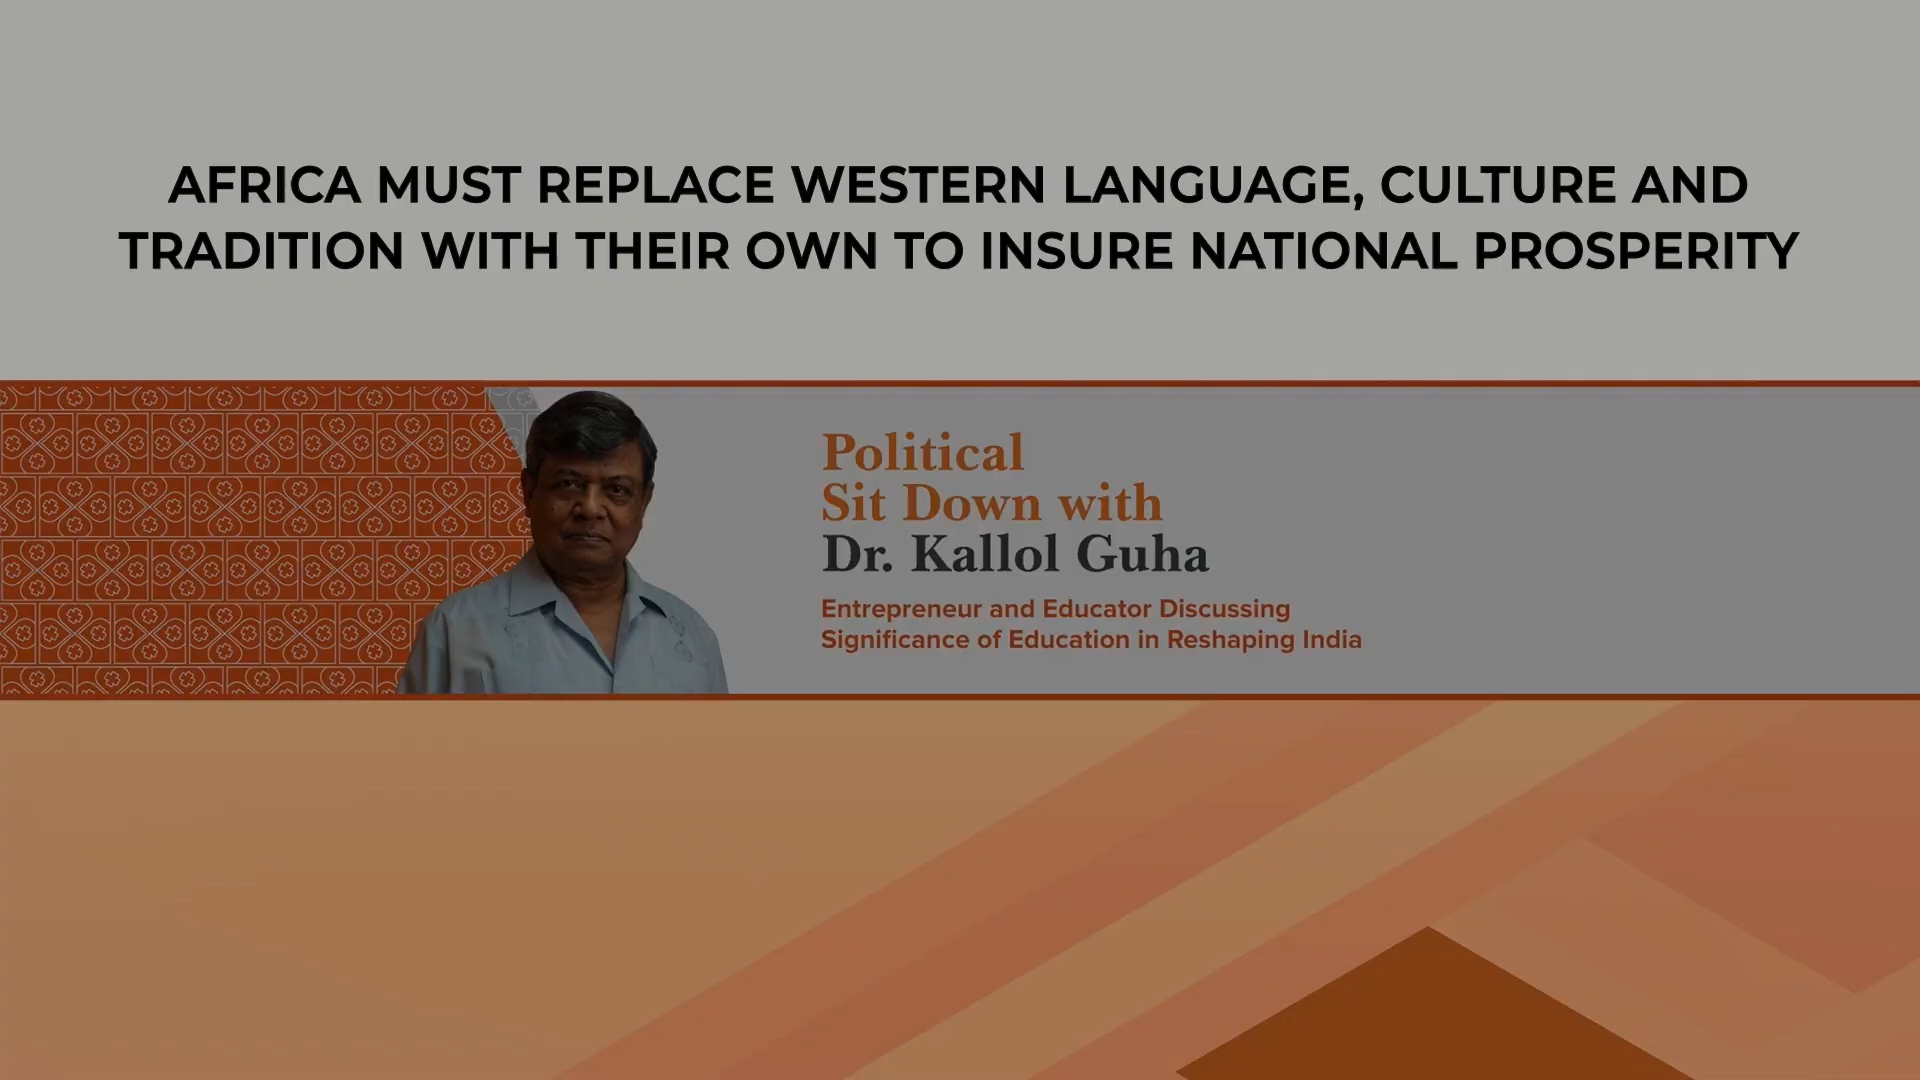 AFRICA MUST REPLACE WESTERN LANGUAGE, CULTURE AND
TRADITION WITH THEIR OWN TO INSURE NATIONAL PROSPERITY
Political
Sit Down with
Dr. Kallol Guha
Entrepreneur and Educator Discussing
Significance of Education in Reshaping India